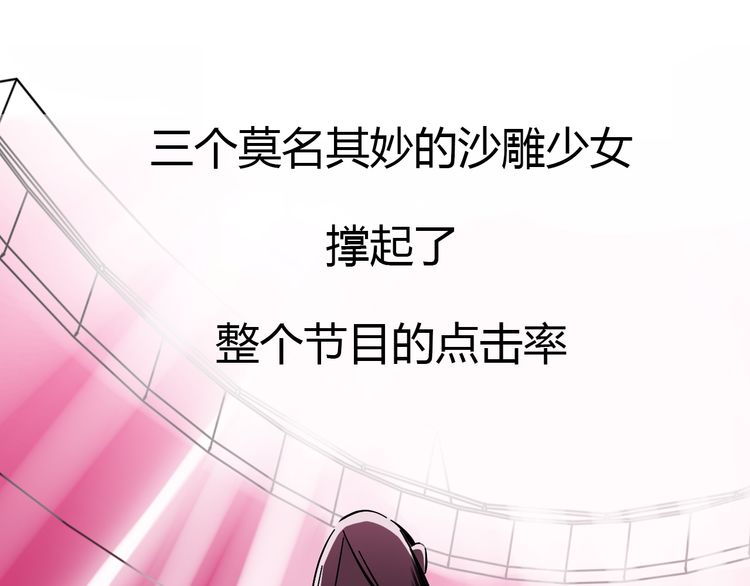 三个莫名其妙的沙雕少女
撑起了
整个节目的点击率